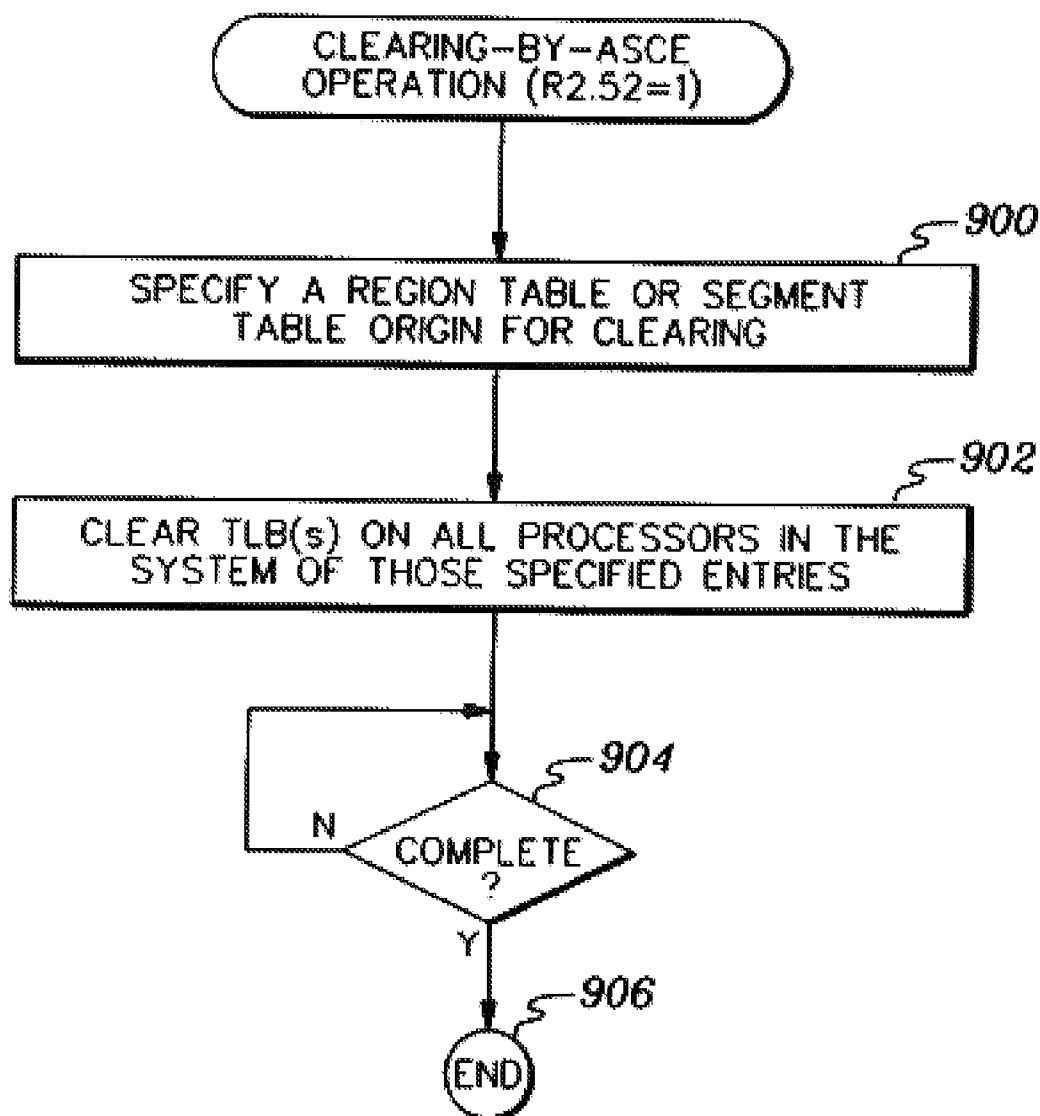 CLEARING-BY-ASCE
OPERATION (R2.52=1)
900
SPECIFY A REGION TABLE OR SEGMENT
TABLE ORIGIN FOR CLEARING
902
CLEAR TLB(s) ON ALL PROCESSORS IN THE
SYSTEM OF THOSE SPECIFIED ENTRIES
904
N
COMPLETE
?
Y
906
END